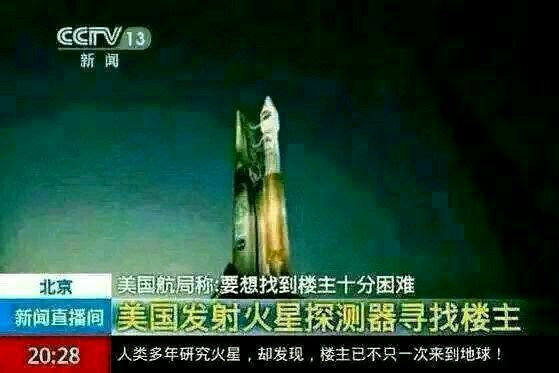 CCTV 13
新闻
北京
美国航局称:要想找到楼主十分困难
新闻直播间
美国发射火星探测器寻找楼主
20:28
人类多年研究火星，却发现，楼主已不只一次来到地球！